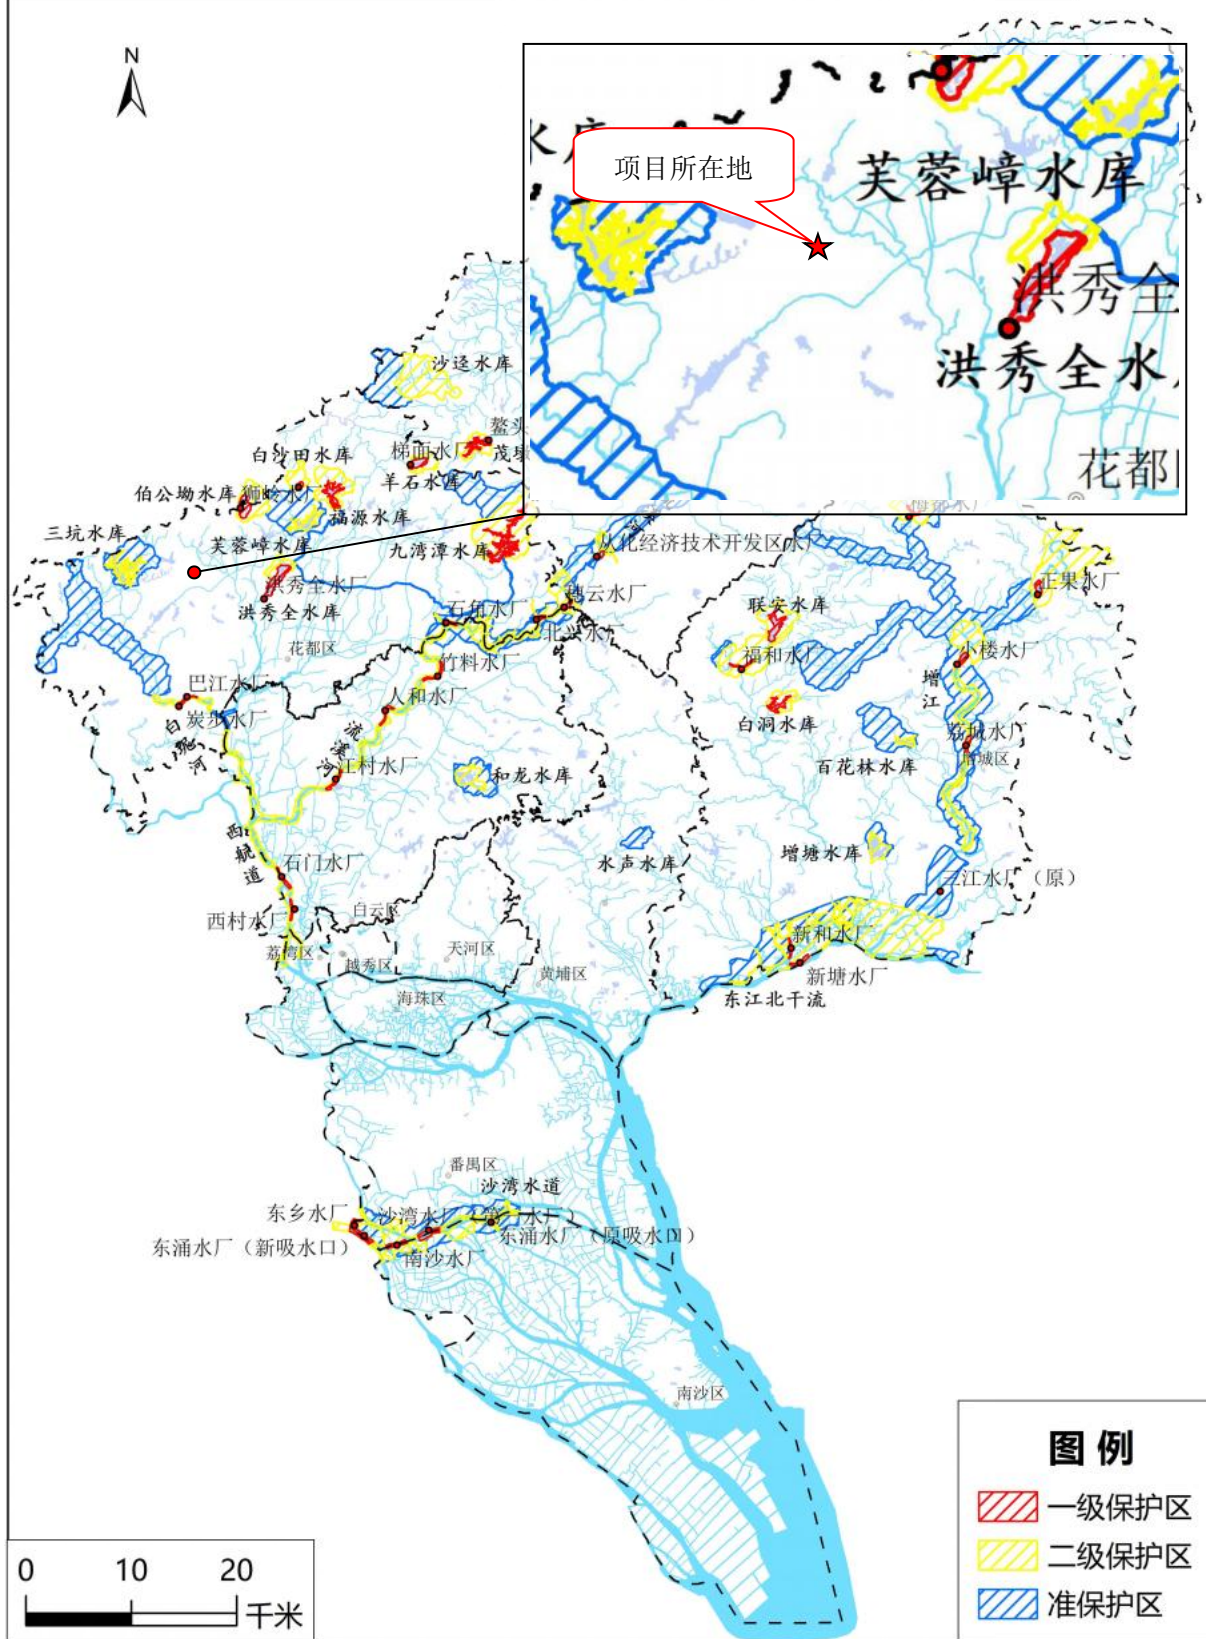 N
水库
项目所在地
芙蓉嶂水库
洪秀全
洪秀全水
花都
沙迳水库
鳌头
梯面水厂
茂墩
白沙田水库
羊石水库
伯公坳水库
狮岭水厂
福源水库
三坑水库
芙蓉嶂水库
九湾潭水库
从化经济技术开发区水厂
洪秀全水厂
正果水厂
穗云水厂
联安水库
洪秀全水库
石角水厂
北兴水厂
花都区
小楼水厂
竹料水厂
福和水厂
增江
巴江水厂
人和水厂
炭步水厂
白洞水库
白坭河
流溪河
荔城水厂
增城区
百花林水库
江村水厂
和龙水库
西航道
增塘水库
水声水库
石门水厂
三江水厂（原）
西村水厂
白云区
新和水厂
荔湾区
越秀区
天河区
黄埔区
新塘水厂
海珠区
东江北干流
番禺区
沙湾水道
东乡水厂
沙湾水厂（第一水厂）
东涌水厂（新吸水口）
东涌水厂（原吸水口）
南沙水厂
南沙区
图 例
一级保护区
二级保护区
准保护区
0 10 20
千米